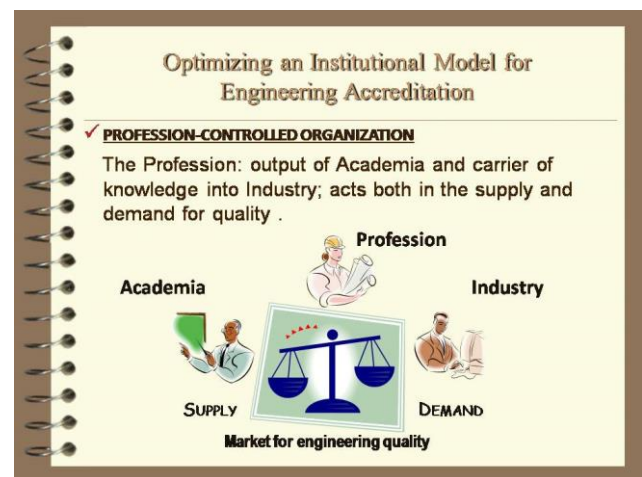 Optimizing an Institutional Model for
Engineering Accreditation
PROFESSION-CONTROLLED ORGANIZATION
The Profession: output of Academia and carrier of
knowledge into Industry; acts both in the supply and
demand for quality .
Profession
Academia
Industry
SUPPLY
DEMAND
Market for engineering quality